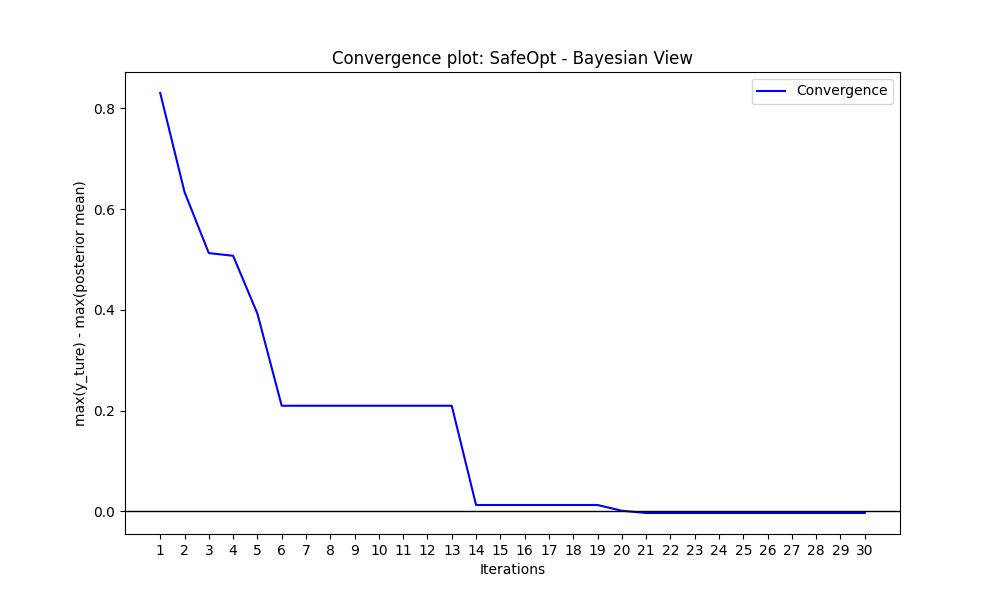 Convergence plot: SafeOpt - Bayesian View
Convergence
max(y_ture) - max(posterior mean)
0.8
0.6
0.4
0.2
0.0
1 2 3 4 5 6 7 8 9 10 11 12 13 14 15 16 17 18 19 20 21 22 23 24 25 26 27 28 29 30
Iterations